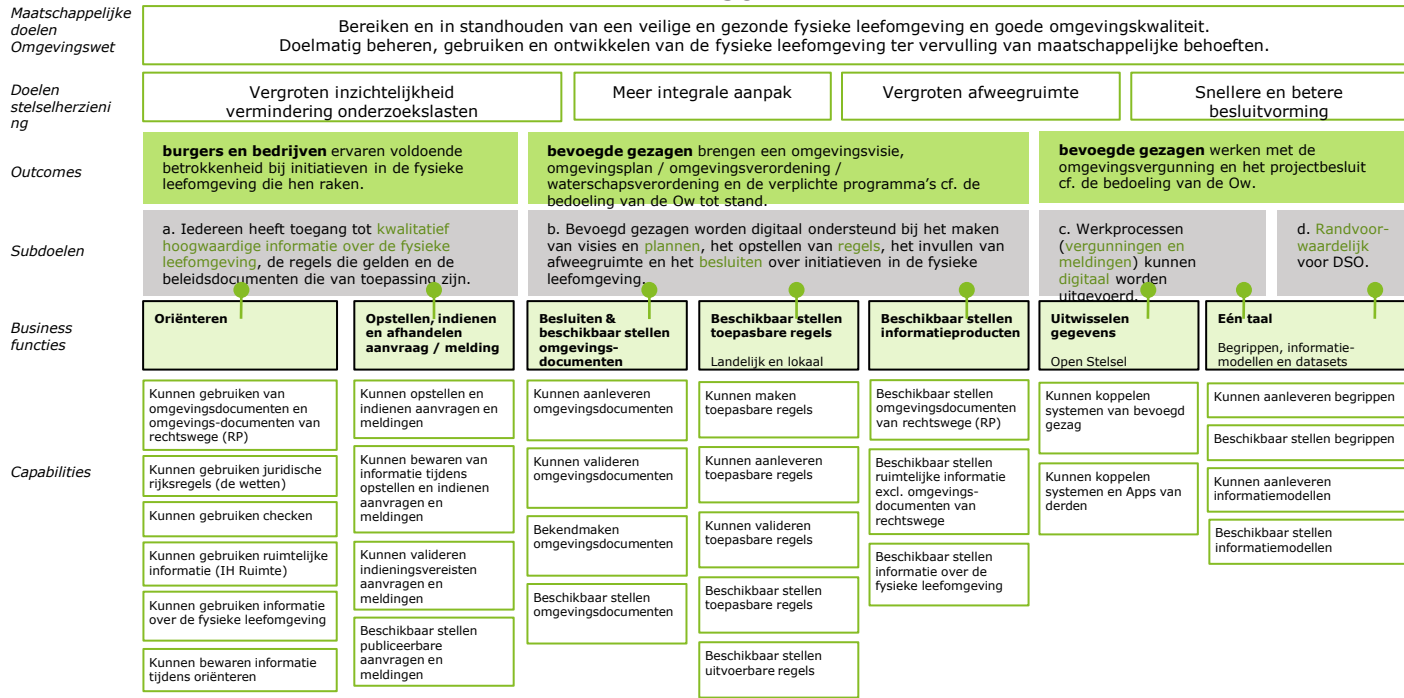 Maatschappelijke
doelen
Omgevingswet
Bereiken en in standhouden van een veilige en gezonde fysieke leefomgeving en goede omgevingskwaliteit.
Doelmatig beheren, gebruiken en ontwikkelen van de fysieke leefomgeving ter vervulling van maatschappelijke behoeften.
Doelen
stelselherzieni
ng
Vergroten inzichtelijkheid
vermindering onderzoekslasten
Meer integrale aanpak
Vergroten afweegruimte
Snellere en betere
besluitvorming
Outcomes
burgers en bedrijven ervaren voldoende
betrokkenheid bij initiatieven in de fysieke
leefomgeving die hen raken.
bevoegde gezagen brengen een omgevingsvisie,
omgevingsplan / omgevingsverordening /
waterschapsverordening en de verplichte programma's cf. de
bedoeling van de Ow tot stand.
bevoegde gezagen werken met de
omgevingsvergunning en het projectbesluit
cf. de bedoeling van de Ow.
Subdoelen
a. Iedereen heeft toegang tot kwalitatief
hoogwaardige informatie over de fysieke
leefomgeving, de regels die gelden en de
beleidsdocumenten die van toepassing zijn.
b. Bevoegd gezagen worden digitaal ondersteund bij het maken
van visies en plannen, het opstellen van regels, het invullen van
afweegruimte en het besluiten over initiatieven in de fysieke
leefomgeving.
c. Werkprocessen
(vergunningen en
meldingen) kunnen
digitaal worden
uitgevoerd.
d. Randvoor-
waardelijk
voor DSO.
Business
functies
Oriënteren
Opstellen, indienen
en afhandelen
aanvraag / melding
Besluiten &
beschikbaar stellen
omgevings-
documenten
Beschikbaar stellen
toepasbare regels
Landelijk en lokaal
Beschikbaar stellen
informatieproducten
Uitwisselen
gegevens
Open Stelsel
Eén taal
Begrippen, informatie-
modellen en datasets
Capabilities
Kunnen gebruiken van
omgevingsdocumenten en
omgevings-documenten van
rechtswege (RP)
Kunnen gebruiken juridische
rijksregels (de wetten)
Kunnen gebruiken checken
Kunnen gebruiken ruimtelijke
informatie (IH Ruimte)
Kunnen gebruiken informatie
over de fysieke leefomgeving
Kunnen bewaren informatie
tijdens oriënteren
Kunnen opstellen en
indienen aanvragen en
meldingen
Kunnen bewaren van
informatie tijdens
opstellen en indienen
aanvragen en
meldingen
Kunnen valideren
indieningsvereisten
aanvragen en
meldingen
Beschikbaar stellen
publiceerbare
aanvragen en
meldingen
Kunnen aanleveren
omgevingsdocumenten
Kunnen valideren
omgevingsdocumenten
Bekendmaken
omgevingsdocumenten
Beschikbaar stellen
omgevingsdocumenten
Kunnen maken
toepasbare regels
Kunnen aanleveren
toepasbare regels
Kunnen valideren
toepasbare regels
Beschikbaar stellen
toepasbare regels
Beschikbaar stellen
uitvoerbare regels
Beschikbaar stellen
omgevingsdocumenten
van rechtswege (RP)
Beschikbaar stellen
ruimtelijke informatie
excl. omgevings-
documenten van
rechtswege
Beschikbaar stellen
informatie over de
fysieke leefomgeving
Kunnen koppelen
systemen van bevoegd
gezag
Kunnen koppelen
systemen en Apps van
derden
Kunnen aanleveren begrippen
Beschikbaar stellen begrippen
Kunnen aanleveren
informatiemodellen
Beschikbaar stellen
informatiemodellen